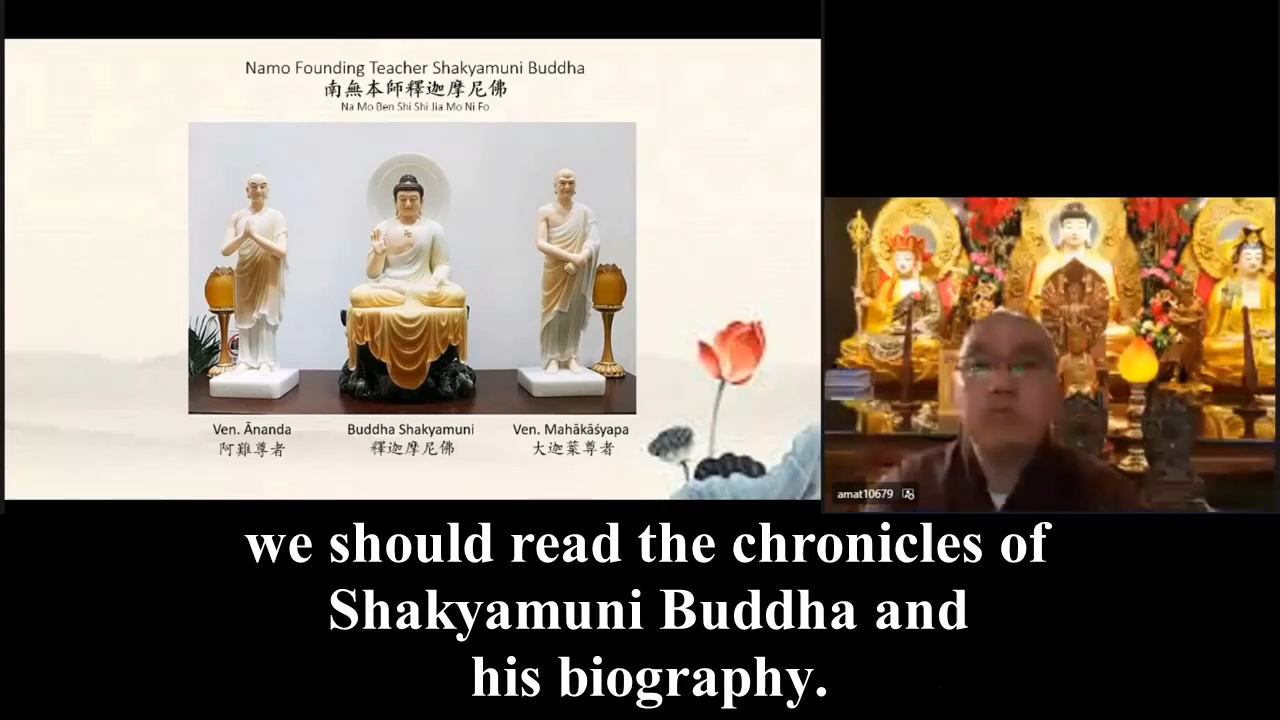 Namo Founding Teacher Shakyamuni Buddha
南無本師釋迦摩尼佛
Na Mo Ben Shi Shi Jia Mo Ni Fo
Ven. Ānanda
阿難尊者
Buddha Shakyamuni
釋迦摩尼佛
Ven. Mahākāśyapa
大迦葉尊者
amat10679
we should read the chronicles of
Shakyamuni Buddha and
his biography.